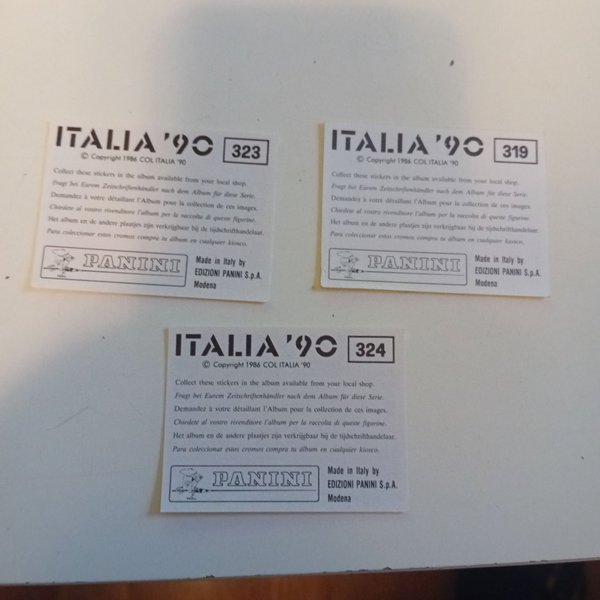 ITALIA '90 323
© Copyright 1986 COL ITALIA '90
Collect these stickers in the album available from your local shop.
Fragt bei Eurem Zeitschriftenhändler nach dem Album für diese Serie.
Demandez à votre détaillant l'Album pour la collection de ces images.
Chiedete al vostro rivenditore l'album per la raccolta di queste figurine.
Het album en de andere plaatjes zijn verkrijgbaar bij de tijdschrifthandelaar.
Para coleccionar estos cromos compra tu álbum en cualquier kiosco.
PANINI
Made in Italy by
EDIZIONI PANINI S.p.A.
Modena
ITALIA '90 319
© Copyright 1986 COL ITALIA '90
Collect these stickers in the album available from your local shop.
Fragt bei Eurem Zeitschriftenhändler nach dem Album für diese Serie.
Demandez à votre détaillant l'Album pour la collection de ces images.
Chiedete al vostro rivenditore l'album per la raccolta di queste figurine.
Het album en de andere plaatjes zijn verkrijgbaar bij de tijdschrifthandelaar.
Para coleccionar estos cromos compra tu álbum en cualquier kiosco.
PANINI
Made in Italy by
EDIZIONI PANINI S.p.A.
Modena
ITALIA '90 324
© Copyright 1986 COL ITALIA '90
Collect these stickers in the album available from your local shop.
Fragt bei Eurem Zeitschriftenhändler nach dem Album für diese Serie.
Demandez à votre détaillant l'Album pour la collection de ces images.
Chiedete al vostro rivenditore l'album per la raccolta di queste figurine.
Het album en de andere plaatjes zijn verkrijgbaar bij de tijdschrifthandelaar.
Para coleccionar estos cromos compra tu álbum en cualquier kiosco.
PANINI
Made in Italy by
EDIZIONI PANINI S.p.A.
Modena